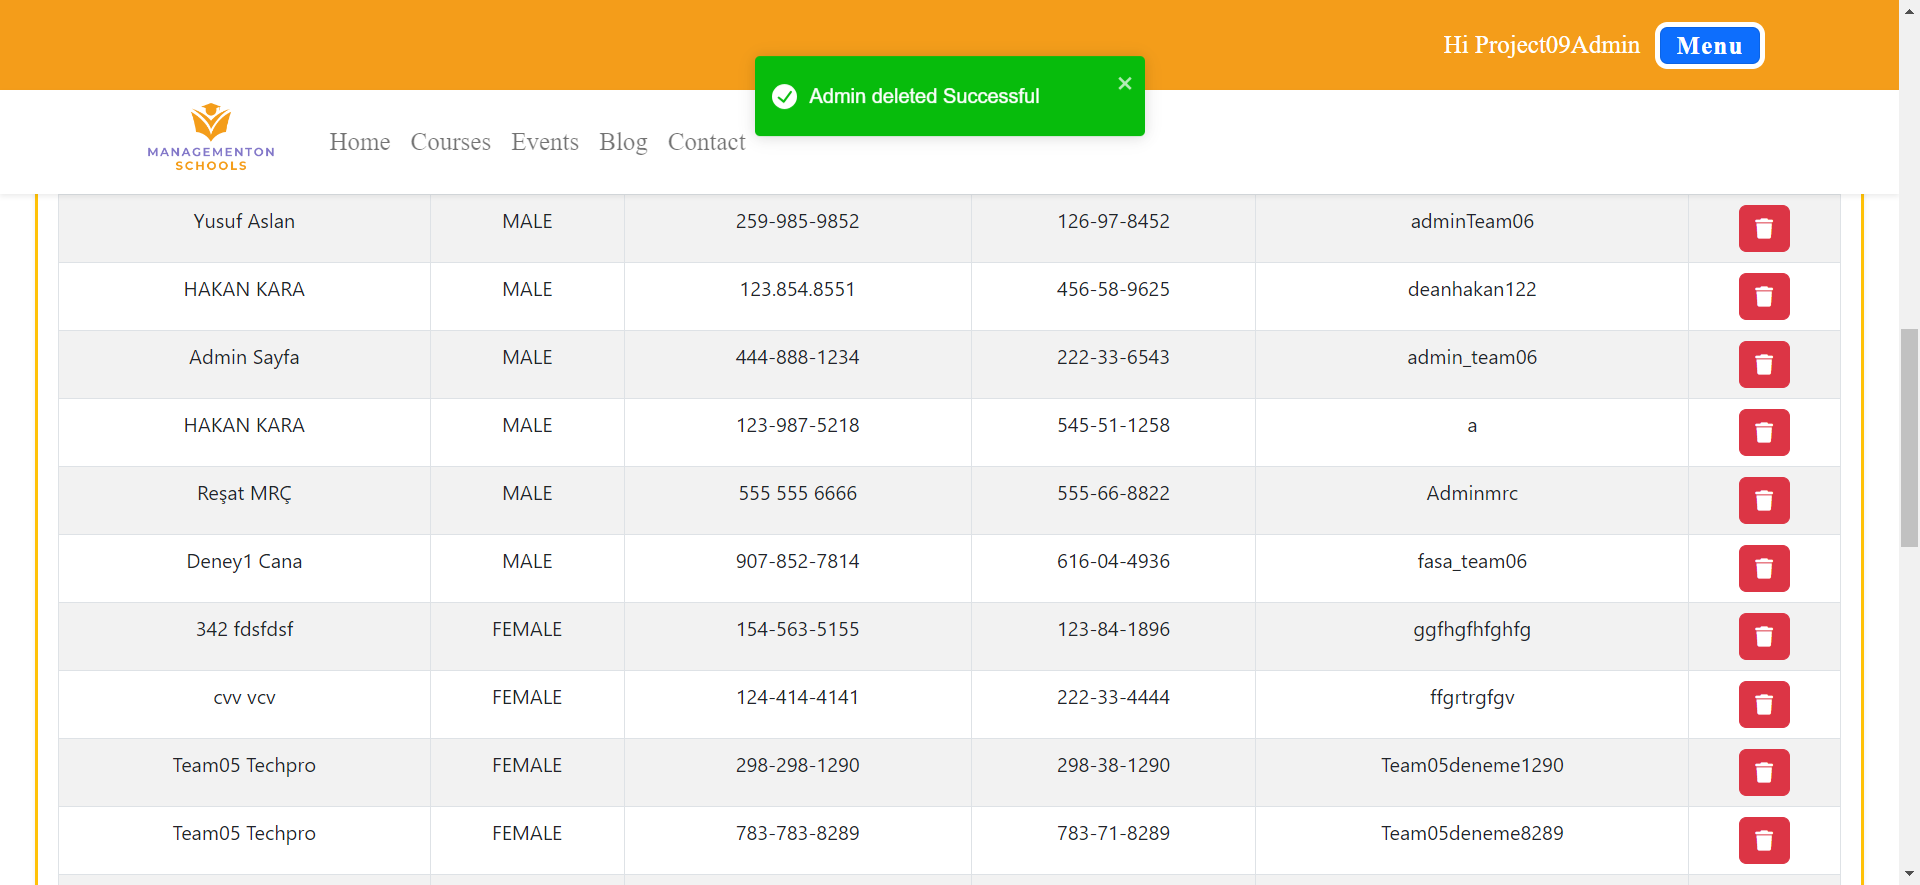 Hi Project09Admin Menu
Admin deleted Successful
MANAGEMENTON
SCHOOLS
Home Courses Events Blog Contact
Yusuf Aslan MALE 259-985-9852 126-97-8452 adminTeam06
HAKAN KARA MALE 123.854.8551 456-58-9625 deanhakan122
Admin Sayfa MALE 444-888-1234 222-33-6543 admin_team06
HAKAN KARA MALE 123-987-5218 545-51-1258 a
Reşat MRÇ MALE 555 555 6666 555-66-8822 Adminmrc
Deney1 Cana MALE 907-852-7814 616-04-4936 fasa_team06
342 fdsfdsf FEMALE 154-563-5155 123-84-1896 ggfhgfhfghfg
cvv vcv FEMALE 124-414-4141 222-33-4444 ffgrtrgfgv
Team05 Techpro FEMALE 298-298-1290 298-38-1290 Team05deneme1290
Team05 Techpro FEMALE 783-783-8289 783-71-8289 Team05deneme8289